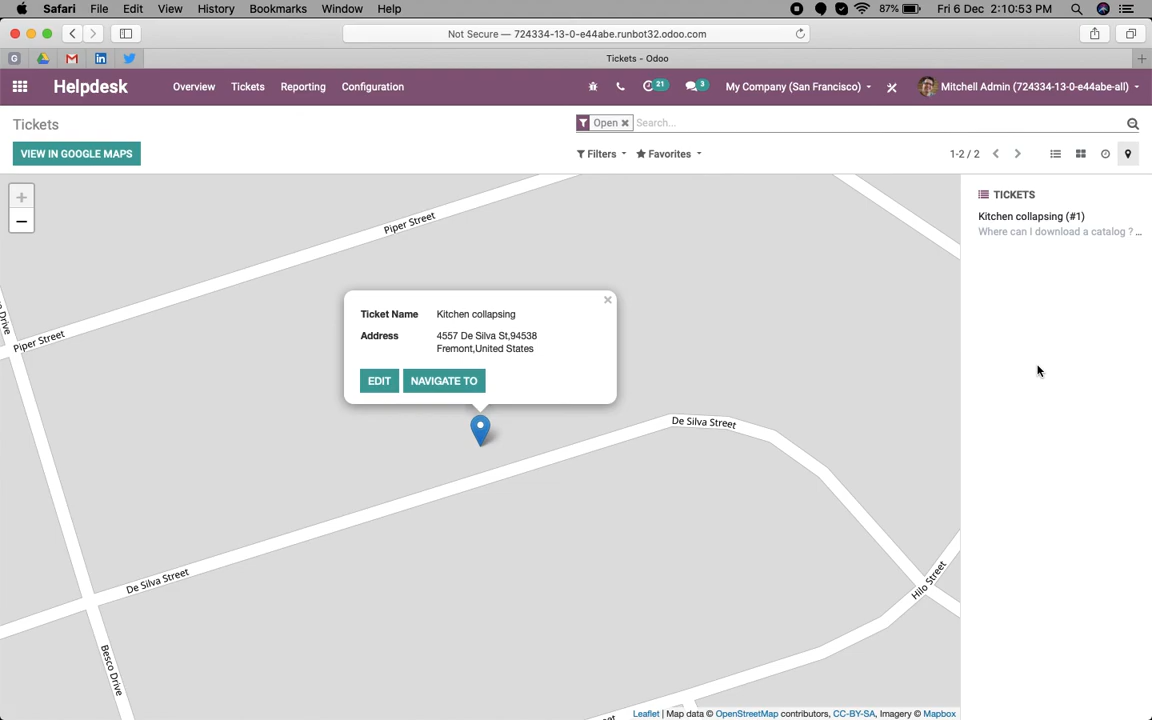 Safari File Edit View History Bookmarks Window Help 87% Fri 6 Dec 2:10:53 PM
Not Secure — 724334-13-0-e44abe.runbot32.odoo.com
G in Tickets - Odoo +
Helpdesk Overview Tickets Reporting Configuration 21 3 My Company (San Francisco) Mitchell Admin (724334-13-0-e44abe-all)
Tickets Open × Search...
VIEW IN GOOGLE MAPS Filters Favorites 1-2 / 2
+
−
TICKETS
Kitchen collapsing (#1)
Where can I download a catalog ? ...
Piper Street
Piper Street
Ticket Name Kitchen collapsing ×
Address 4557 De Silva St,94538
Fremont,United States
EDIT NAVIGATE TO
De Silva Street
De Silva Street
Hilo Street
Besco Drive
Leaflet | Map data © OpenStreetMap contributors, CC-BY-SA, Imagery © Mapbox